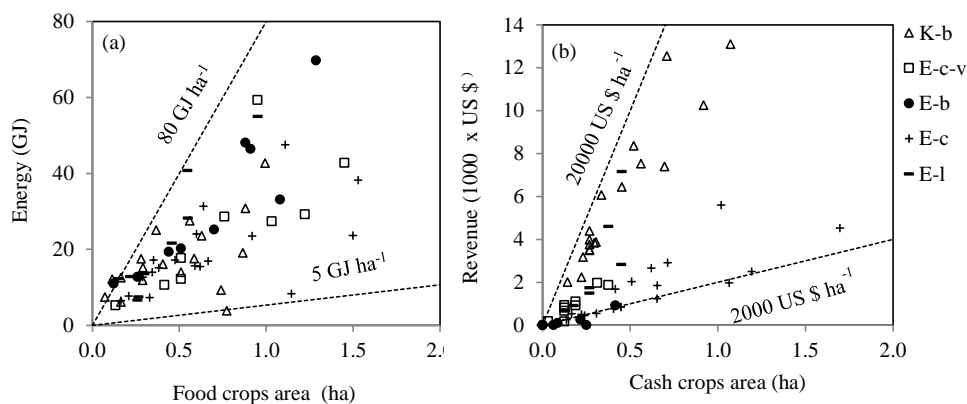 (a)
80
60
40
20
0
Energy (GJ)
80 GJ ha-1
5 GJ ha-1
0.0 0.5 1.0 1.5 2.0
Food crops area (ha)
(b)
14
12
10
8
6
4
2
0
Revenue (1000 x US $ )
20000 US $ ha-1
2000 US $ ha-1
0.0 0.5 1.0 1.5 2.0
Cash crops area (ha)
K-b
E-c-v
E-b
E-c
E-l